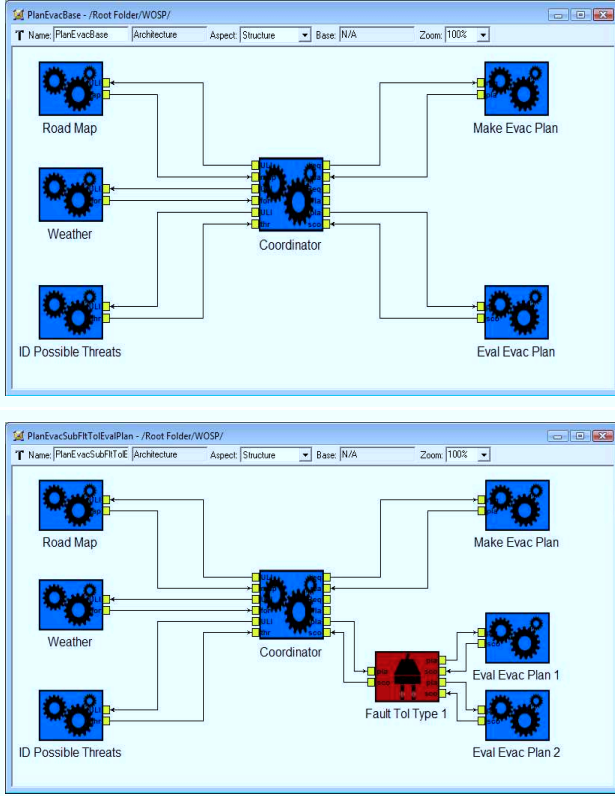 PlanEvacBase - /Root Folder/WOSP/
Name: PlanEvacBase Architecture Aspect: Structure Base: N/A Zoom: 100%
Road Map
Make Evac Plan
Weather
Coordinator
ID Possible Threats
Eval Evac Plan
PlanEvacSubFltTolEvalPlan - /Root Folder/WOSP/
Name: PlanEvacSubFltTolE Architecture Aspect: Structure Base: N/A Zoom: 100%
Road Map
Make Evac Plan
Weather
Coordinator
Eval Evac Plan 1
Fault Tol Type 1
ID Possible Threats
Eval Evac Plan 2